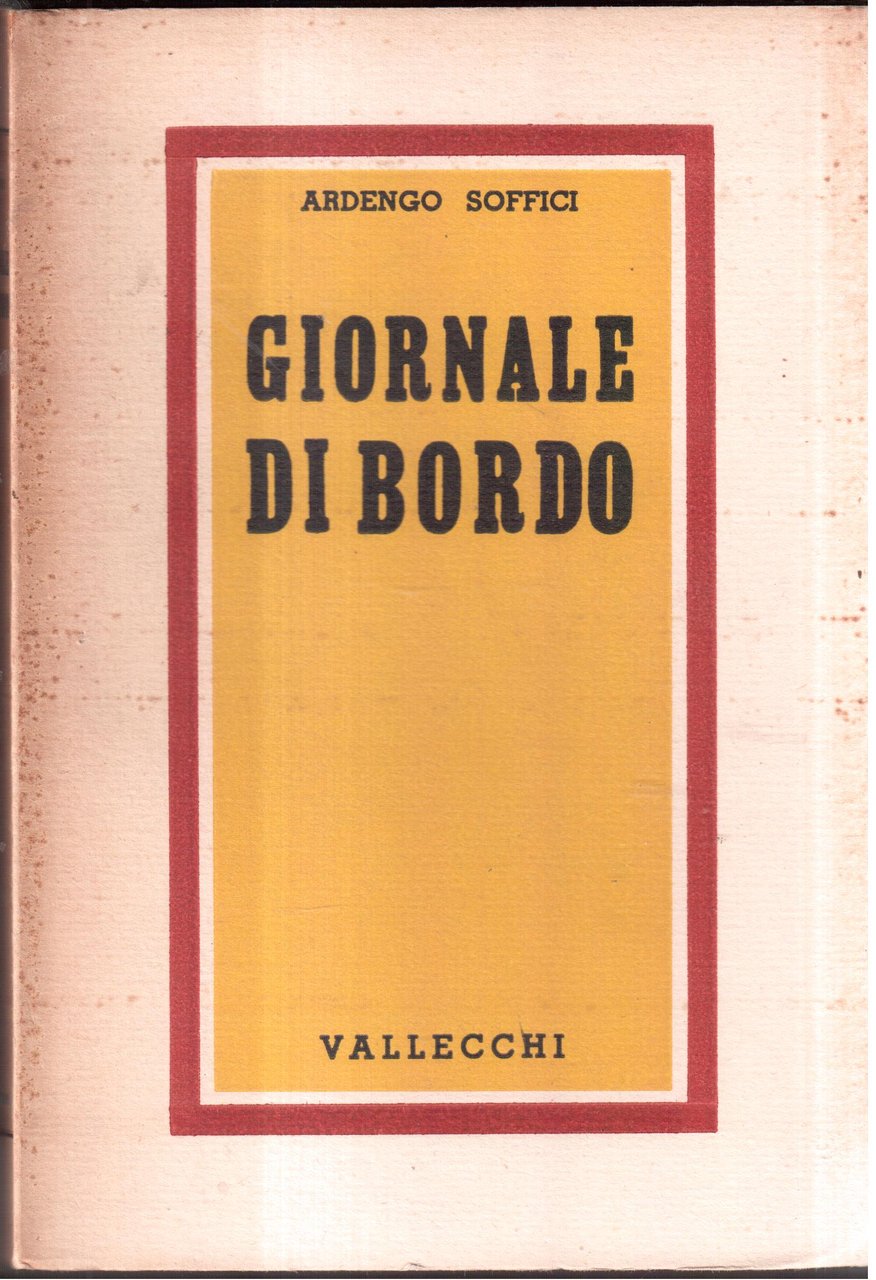 ARDENGO SOFFICI
GIORNALE
DI BORDO
VALLECCHI